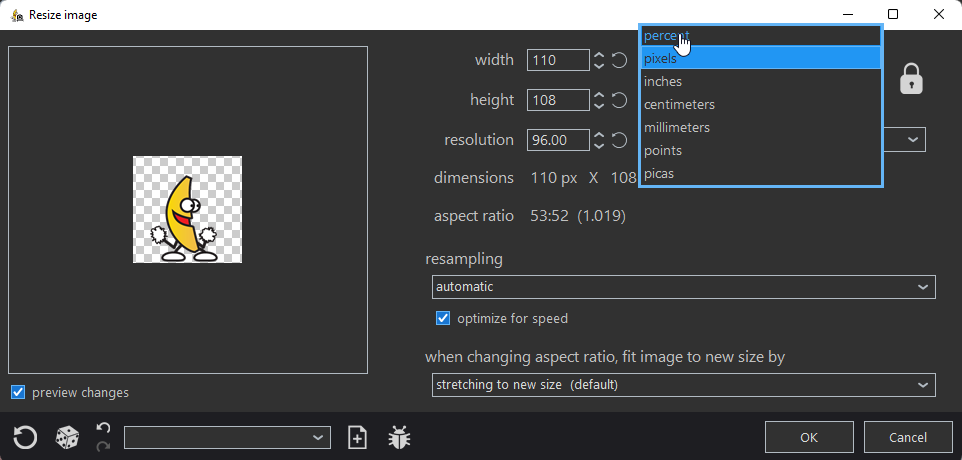 Resize image
percent
width 110 pixels
inches
height 108 centimeters
millimeters
resolution 96.00 points
picas
dimensions 110 px X 108
aspect ratio 53:52 (1.019)
resampling
automatic
optimize for speed
when changing aspect ratio, fit image to new size by
stretching to new size (default)
preview changes
OK Cancel